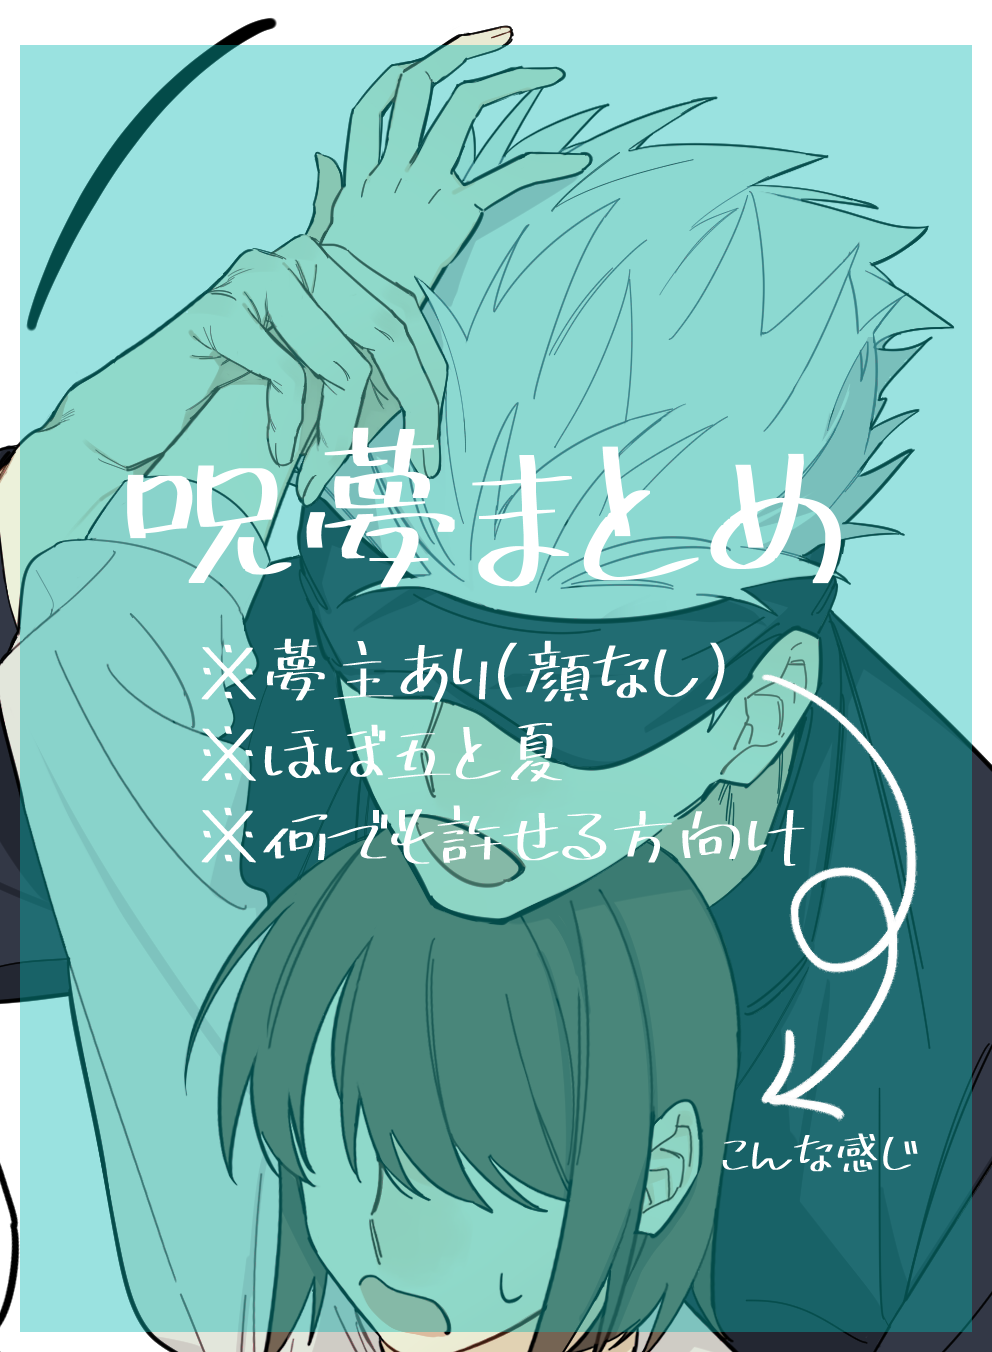 呪夢まとめ
※夢主あり(顔なし)
※ほぼ五と夏
※何でも許せる方向け
こんな感じ